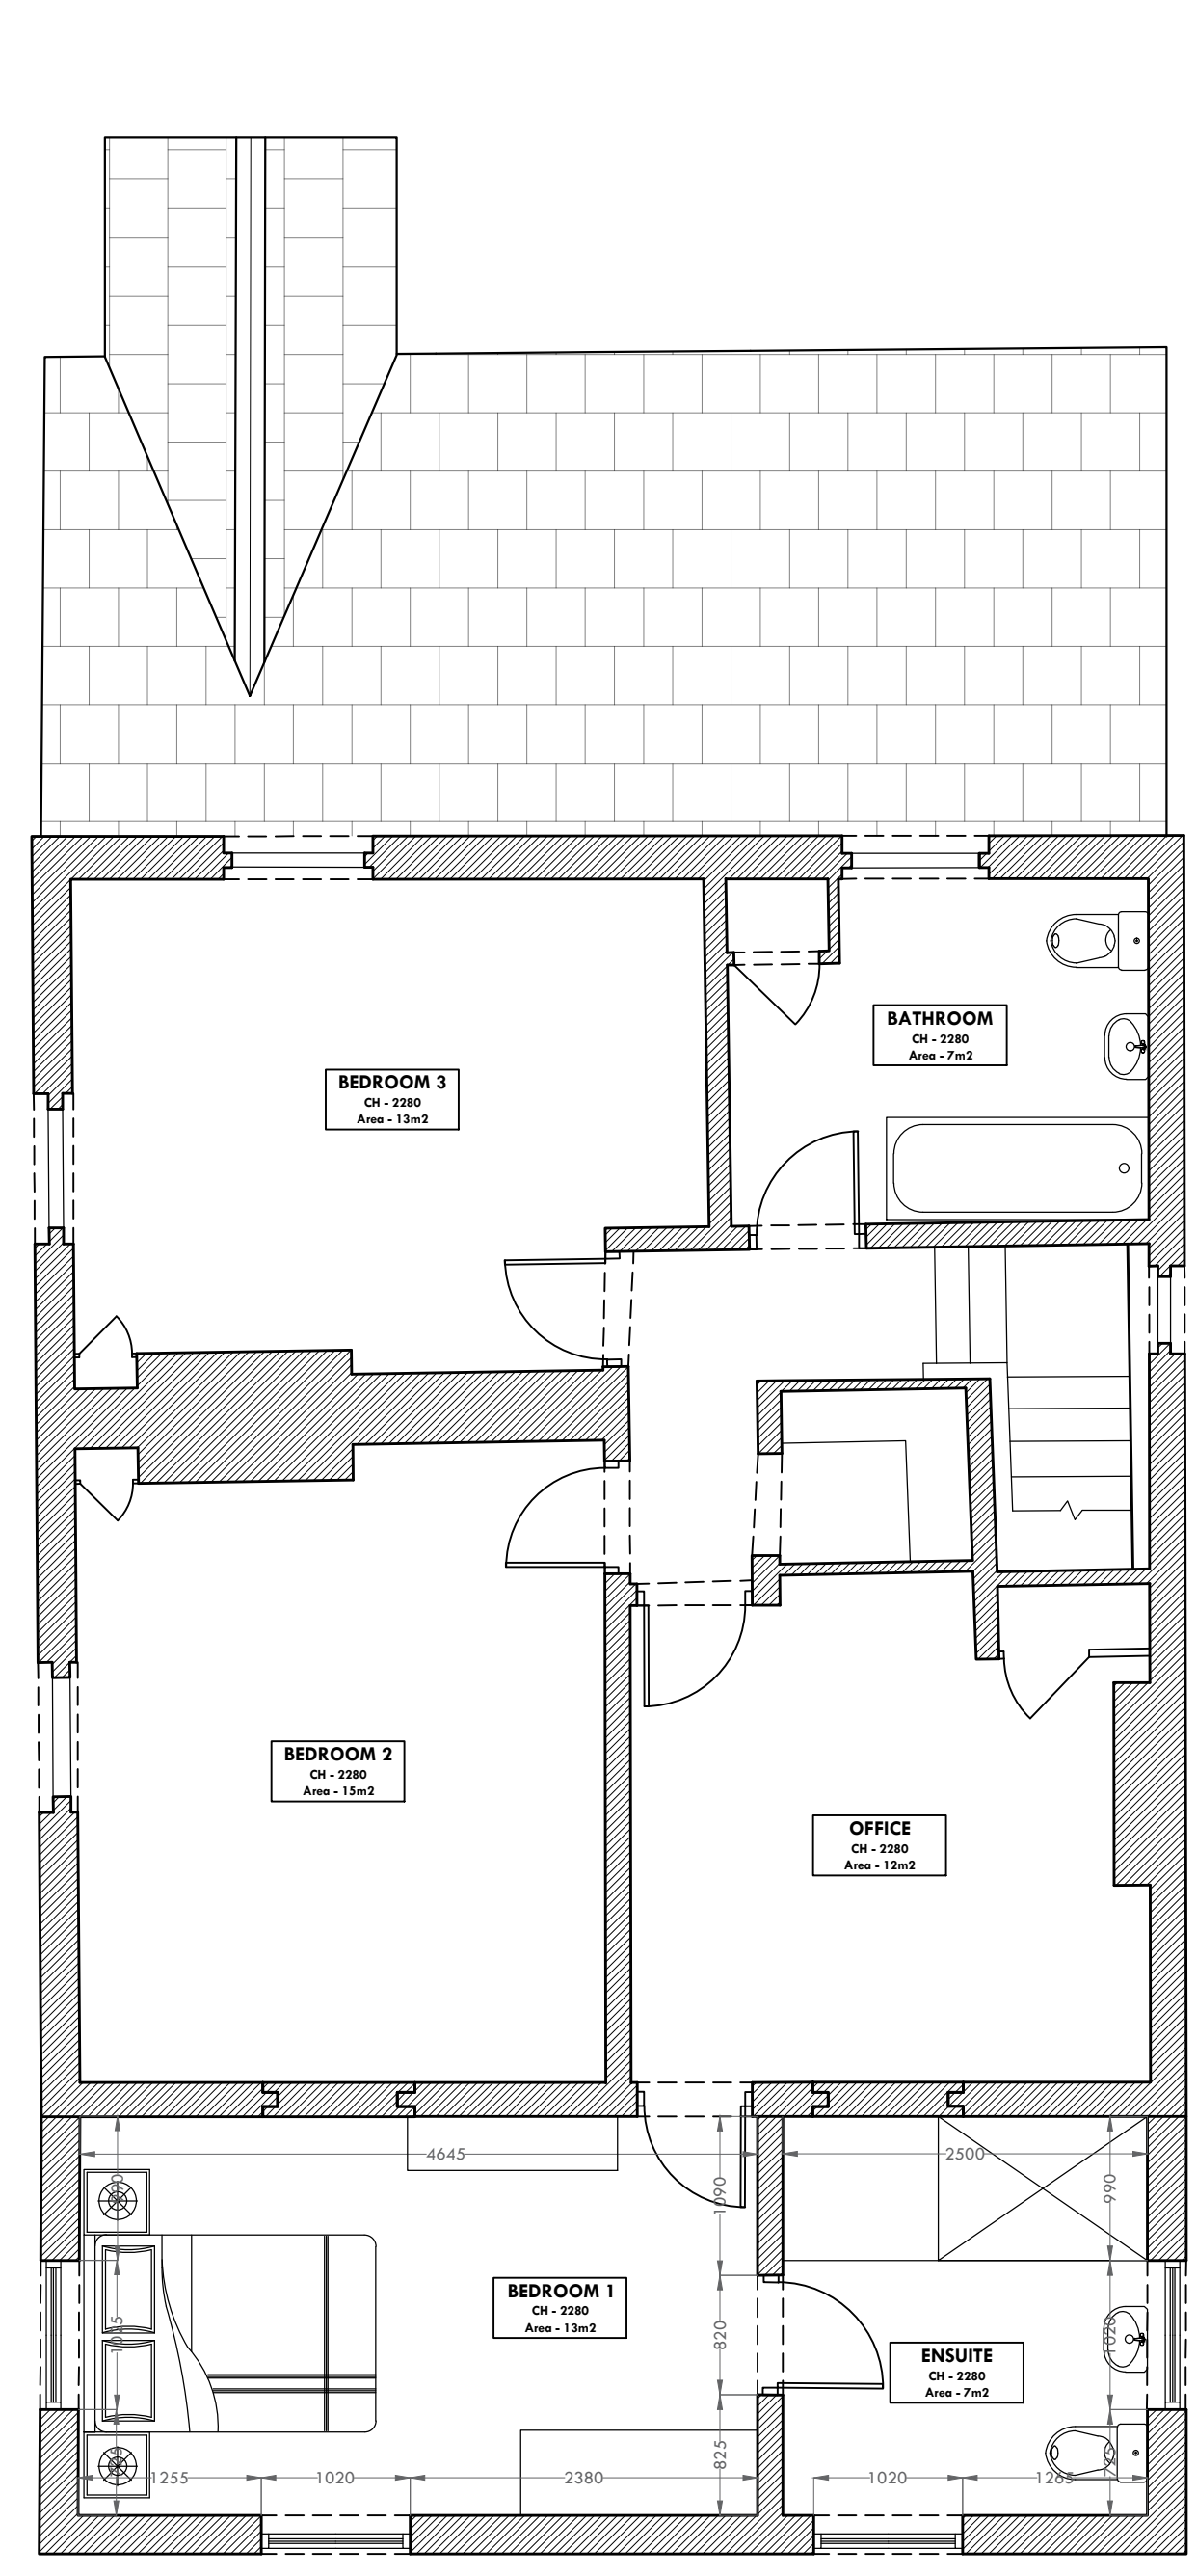 BATHROOM
CH - 2280
Area - 7m2
BEDROOM 3
CH - 2280
Area - 13m2
BEDROOM 2
CH - 2280
Area - 15m2
OFFICE
CH - 2280
Area - 12m2
4645
2500
990
1090
BEDROOM 1
CH - 2280
Area - 13m2
820
1020
ENSUITE
CH - 2280
Area - 7m2
825
1255
1020
2380
1020
1265